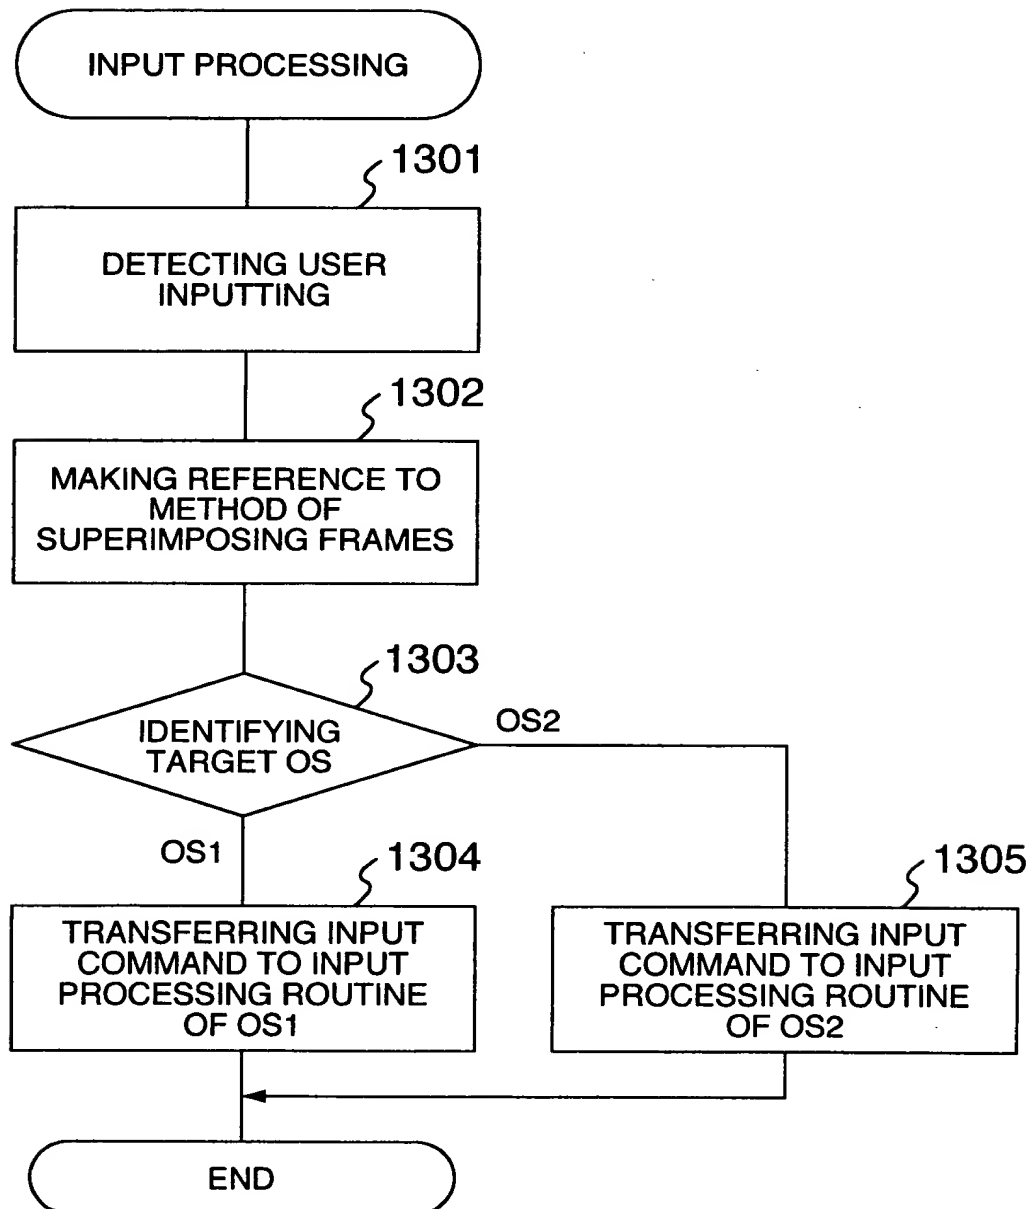 INPUT PROCESSING
1301
DETECTING USER
INPUTTING
1302
MAKING REFERENCE TO
METHOD OF
SUPERIMPOSING FRAMES
1303
IDENTIFYING
TARGET OS
OS2
OS1
1304
TRANSFERRING INPUT
COMMAND TO INPUT
PROCESSING ROUTINE
OF OS1
1305
TRANSFERRING INPUT
COMMAND TO INPUT
PROCESSING ROUTINE
OF OS2
END